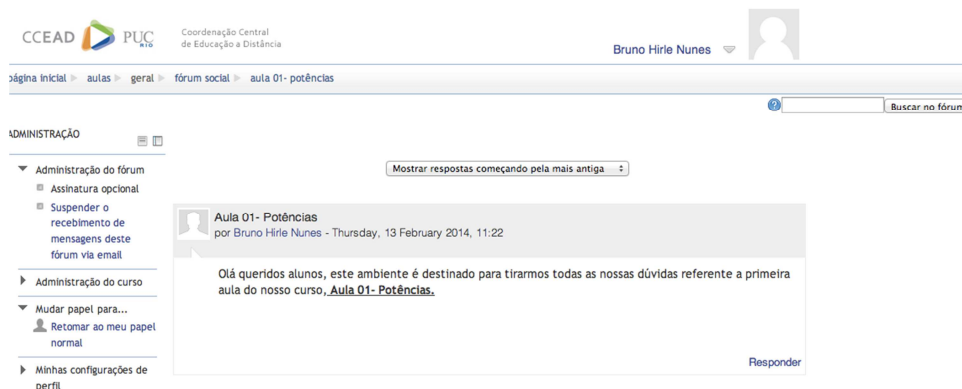 CCEAD PUC RIO
Coordenação Central
de Educação a Distância
Bruno Hirle Nunes
página inicial aulas geral fórum social aula 01- potências
Buscar no fórum
ADMINISTRAÇÃO
Mostrar respostas começando pela mais antiga
Administração do fórum
Assinatura opcional
Suspender o
recebimento de
mensagens deste
fórum via email
Administração do curso
Mudar papel para...
Retomar ao meu papel
normal
Minhas configurações de
perfil
Aula 01- Potências
por Bruno Hirle Nunes - Thursday, 13 February 2014, 11:22
Olá queridos alunos, este ambiente é destinado para tirarmos todas as nossas dúvidas referente a primeira
aula do nosso curso, Aula 01- Potências.
Responder